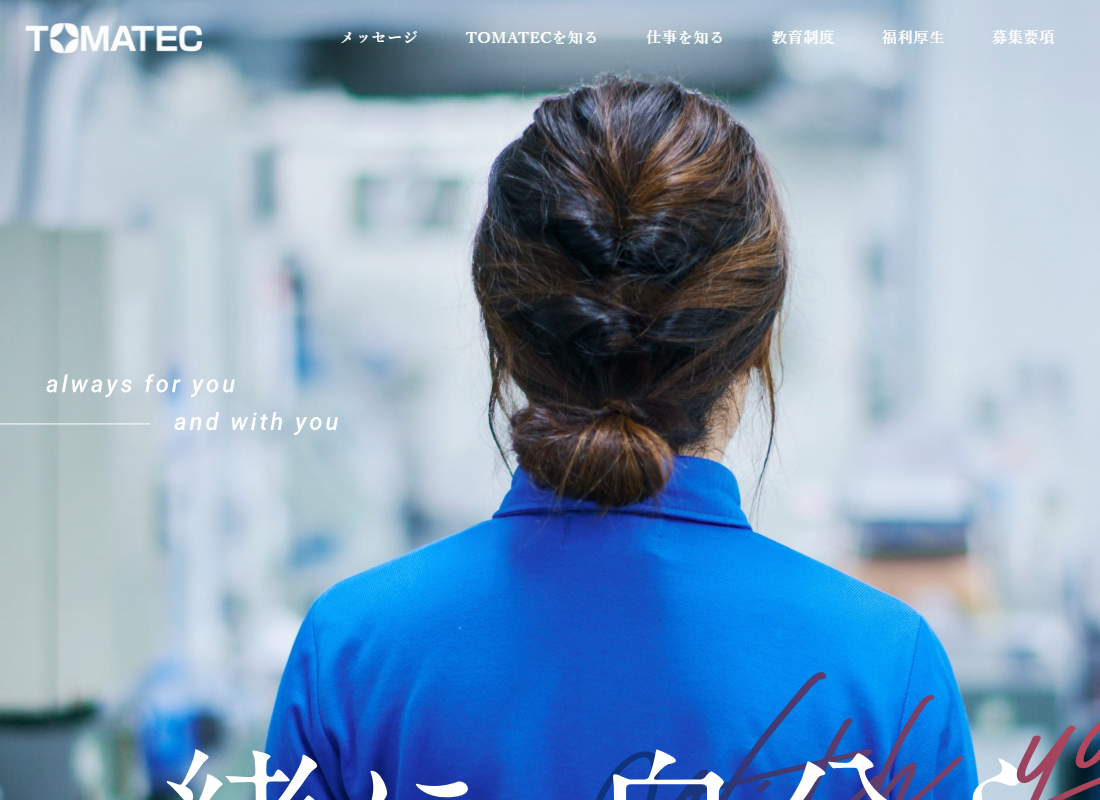 TOMATEC
メッセージ
TOMATECを知る
仕事を知る
教育制度
福利厚生
募集要項
always for you
and with you